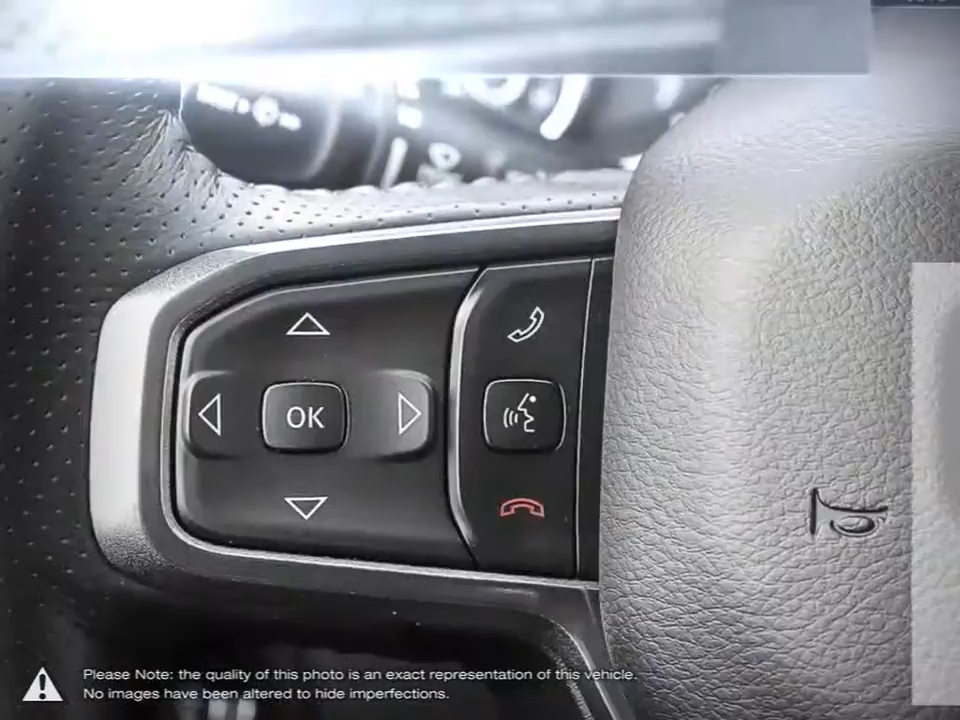 OK
Please Note: the quality of this photo is an exact representation of this vehicle.
No images have been altered to hide imperfections.